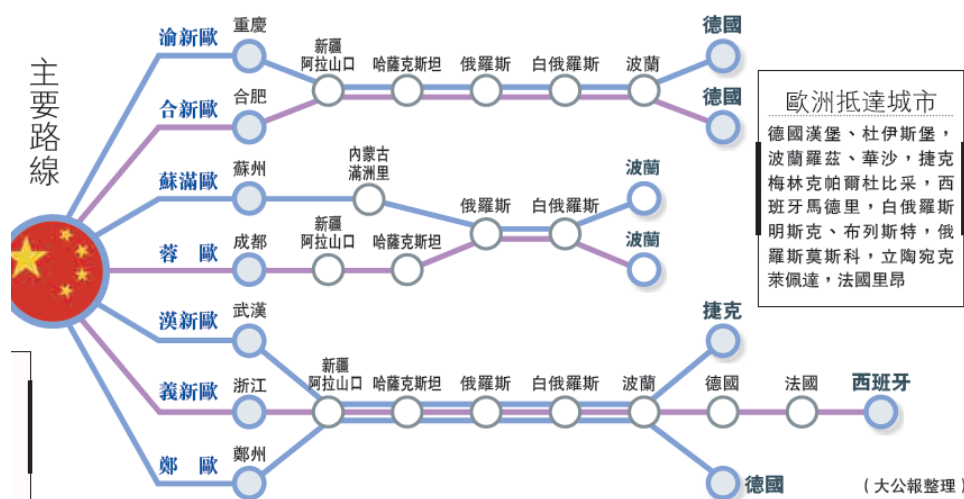 主要路線
渝新歐
重慶
新疆
阿拉山口
哈薩克斯坦
俄羅斯
白俄羅斯
波蘭
德國
合新歐
合肥
德國
蘇滿歐
蘇州
內蒙古
滿洲里
俄羅斯
白俄羅斯
波蘭
蓉 歐
成都
新疆
阿拉山口
哈薩克斯坦
波蘭
漢新歐
武漢
捷克
義新歐
浙江
新疆
阿拉山口
哈薩克斯坦
俄羅斯
白俄羅斯
波蘭
德國
法國
西班牙
鄭 歐
鄭州
德國
歐洲抵達城市
德國漢堡、杜伊斯堡，
波蘭羅茲、華沙，捷克
梅林克帕爾杜比采，西
班牙馬德里，白俄羅斯
明斯克、布列斯特，俄
羅斯莫斯科，立陶宛克
萊佩達，法國里昂
（大公報整理）